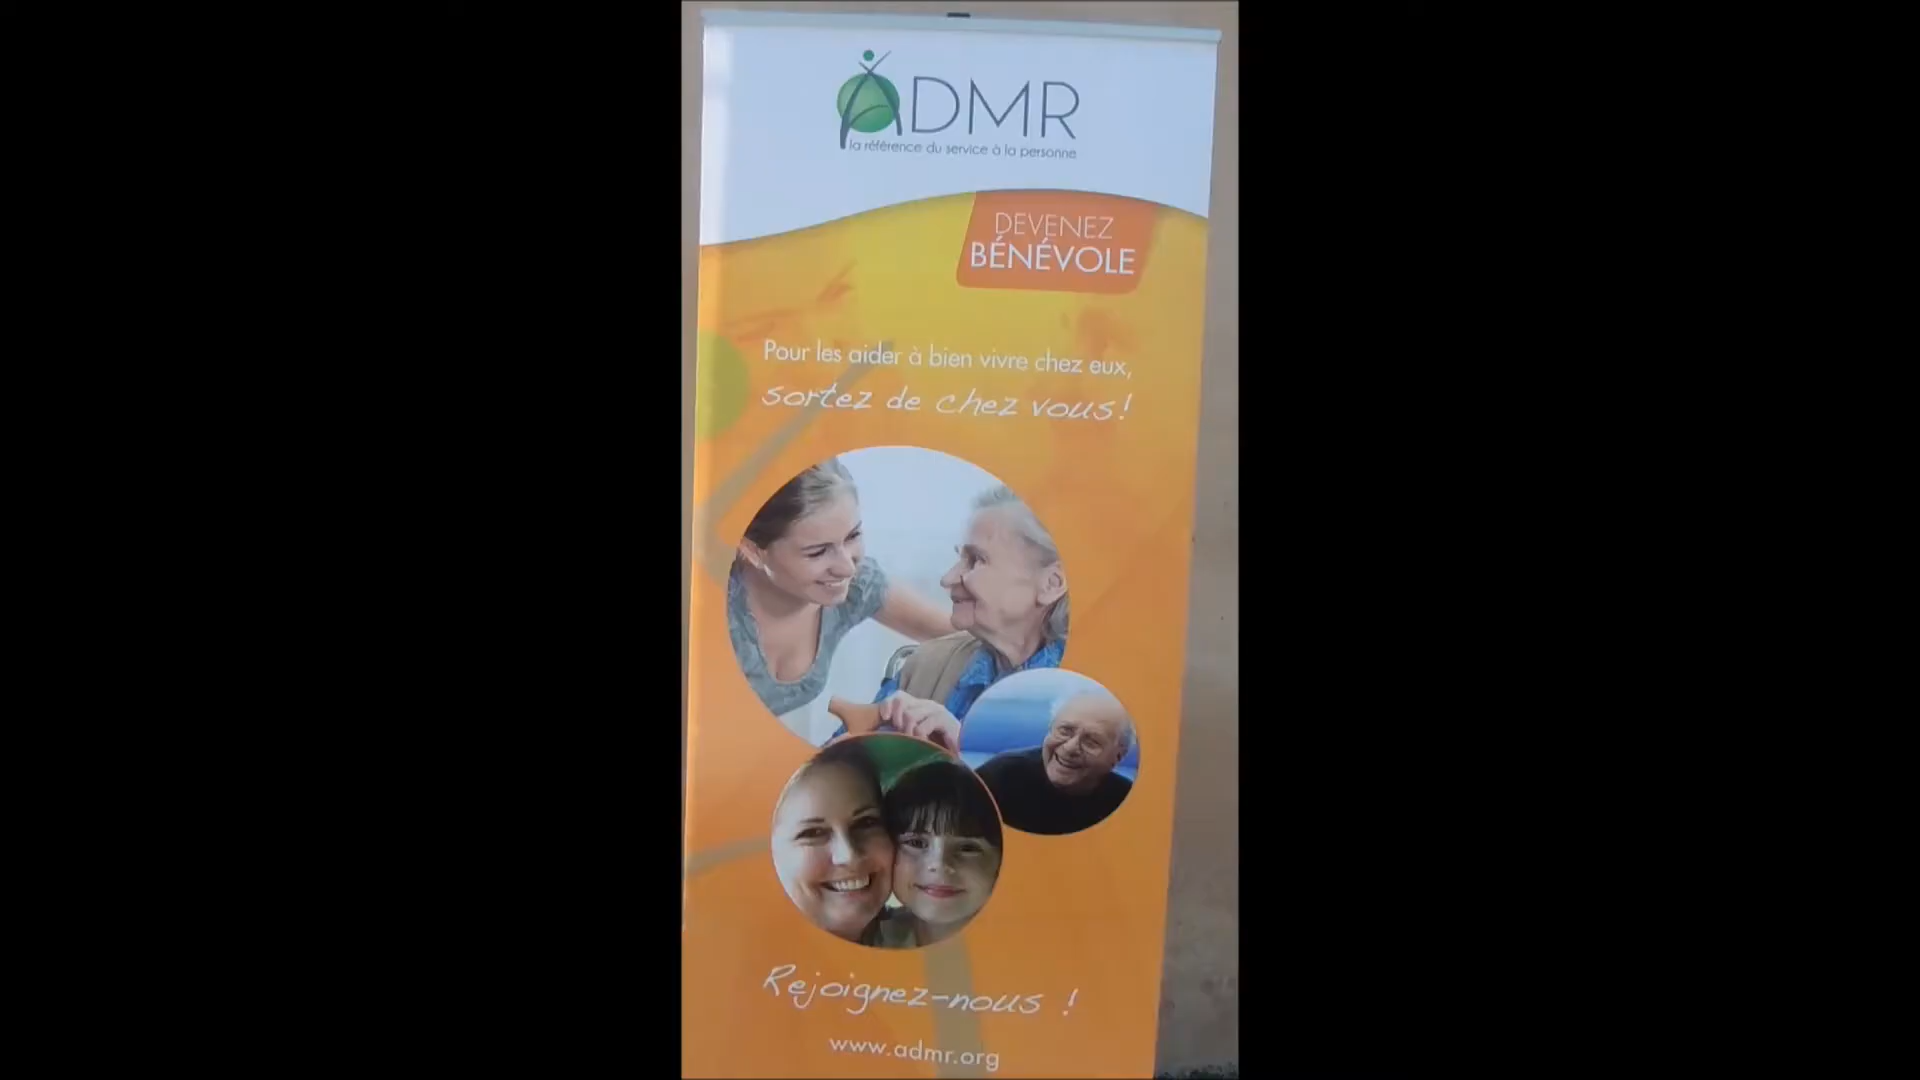 ADMR
la référence du service à la personne
DEVENEZ
BÉNÉVOLE
Pour les aider à bien vivre chez eux,
sortez de chez vous!
Rejoignez-nous !
www.admr.org